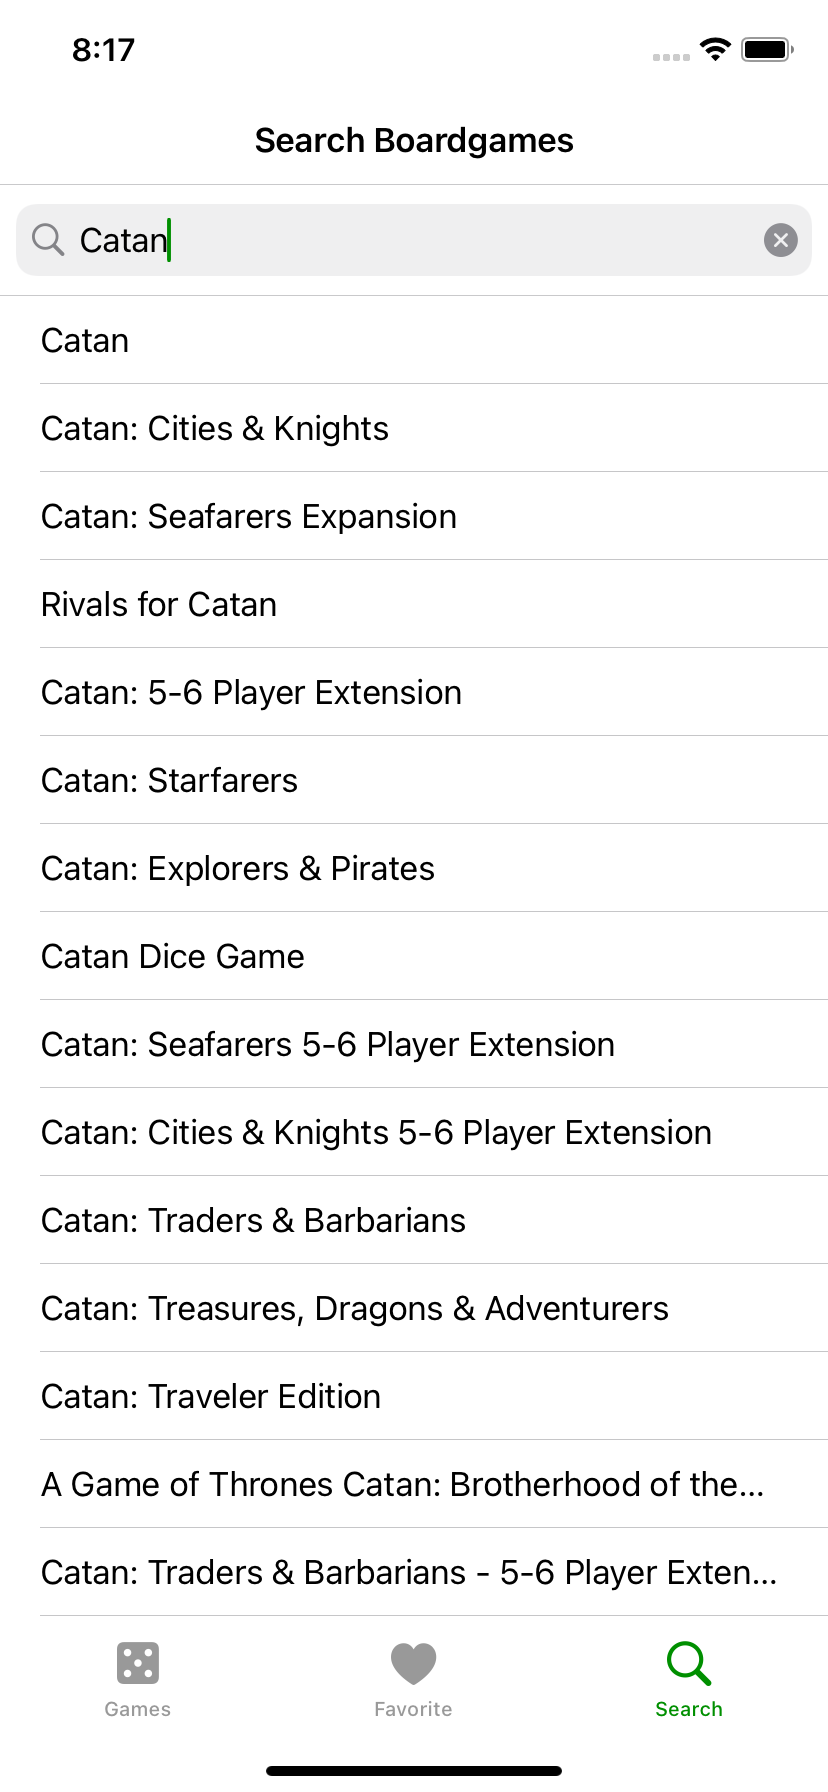 8:17
Search Boardgames
Catan
Catan
Catan: Cities & Knights
Catan: Seafarers Expansion
Rivals for Catan
Catan: 5-6 Player Extension
Catan: Starfarers
Catan: Explorers & Pirates
Catan Dice Game
Catan: Seafarers 5-6 Player Extension
Catan: Cities & Knights 5-6 Player Extension
Catan: Traders & Barbarians
Catan: Treasures, Dragons & Adventurers
Catan: Traveler Edition
A Game of Thrones Catan: Brotherhood of the...
Catan: Traders & Barbarians - 5-6 Player Exten...
Games Favorite Search